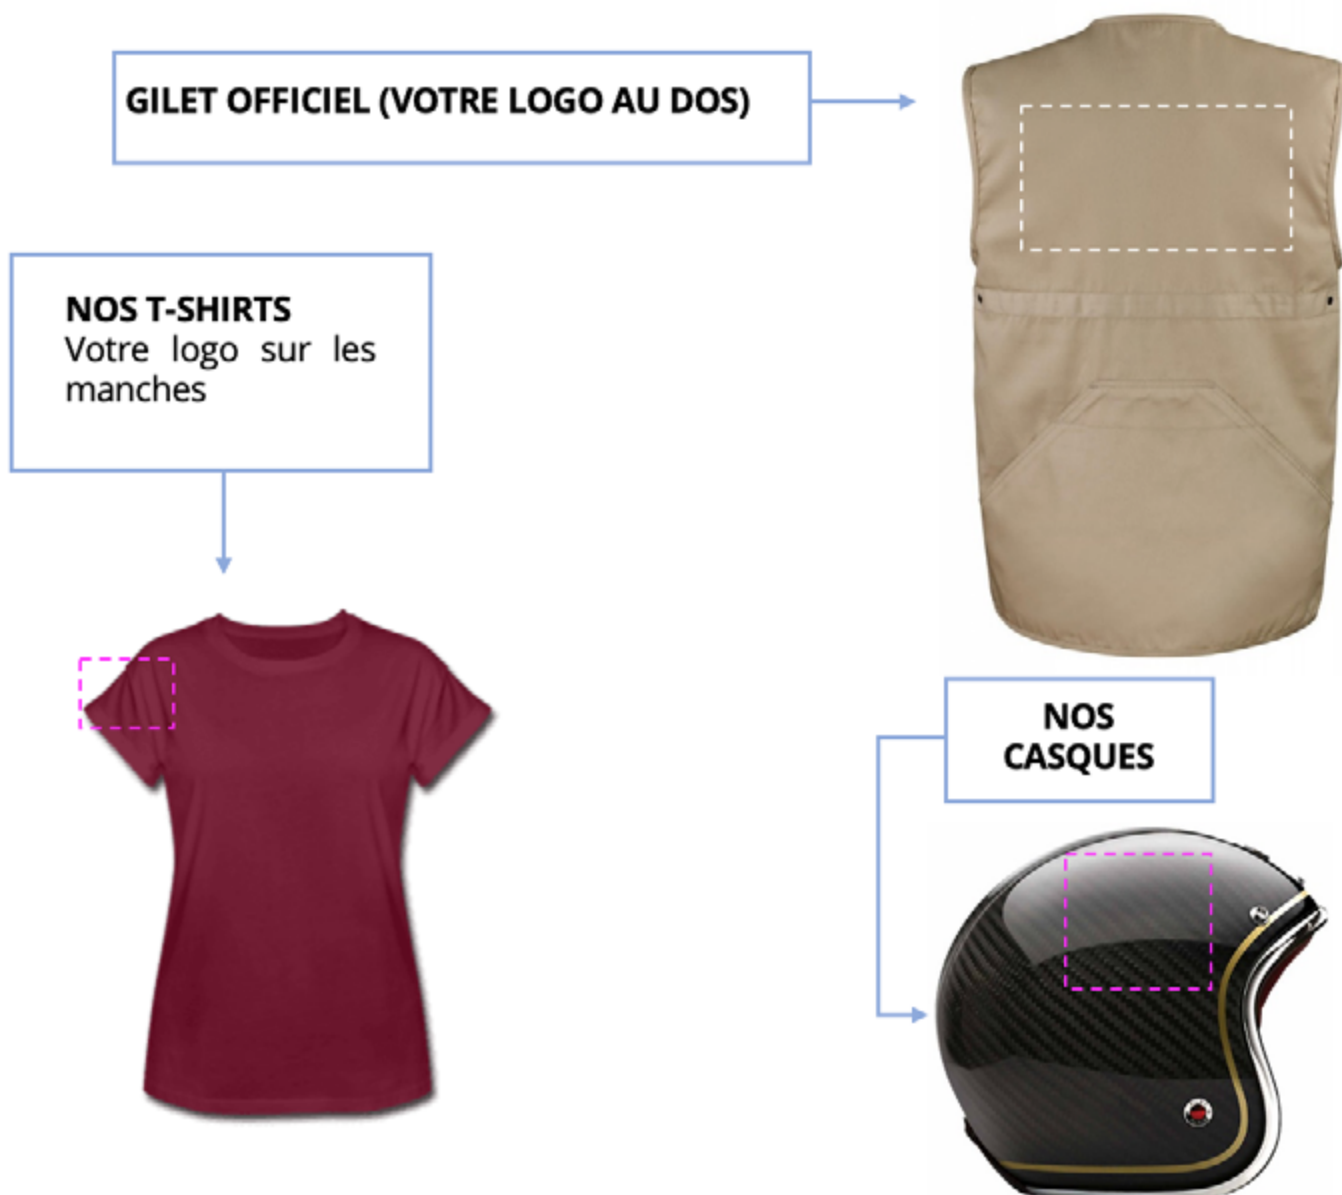 GILET OFFICIEL (VOTRE LOGO AU DOS)
NOS T-SHIRTS
Votre logo sur les
manches
NOS
CASQUES